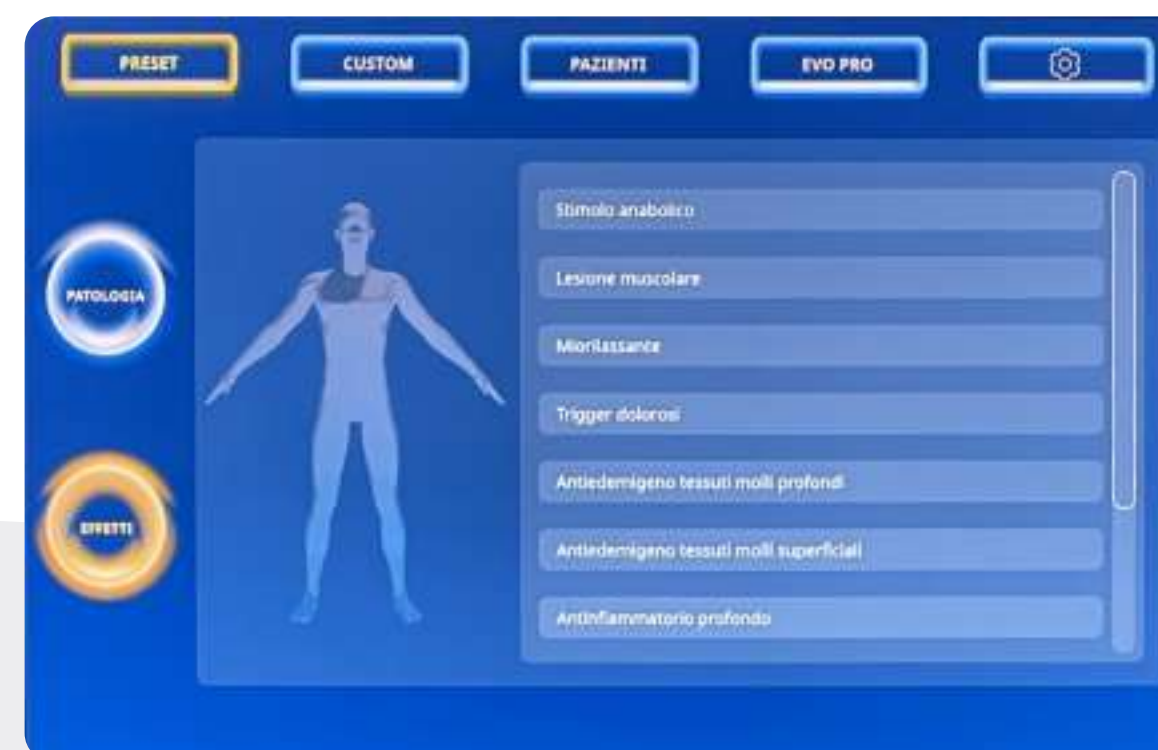 PRESET
CUSTOM
PAZIENTI
EVO PRO
PATOLOGIA
EFFETTI
Stimolo anabolico
Lesione muscolare
Miorilassante
Trigger dolorosi
Antiedemigeno tessuti molli profondi
Antiedemigeno tessuti molli superficiali
Antinfiammatorio profondo